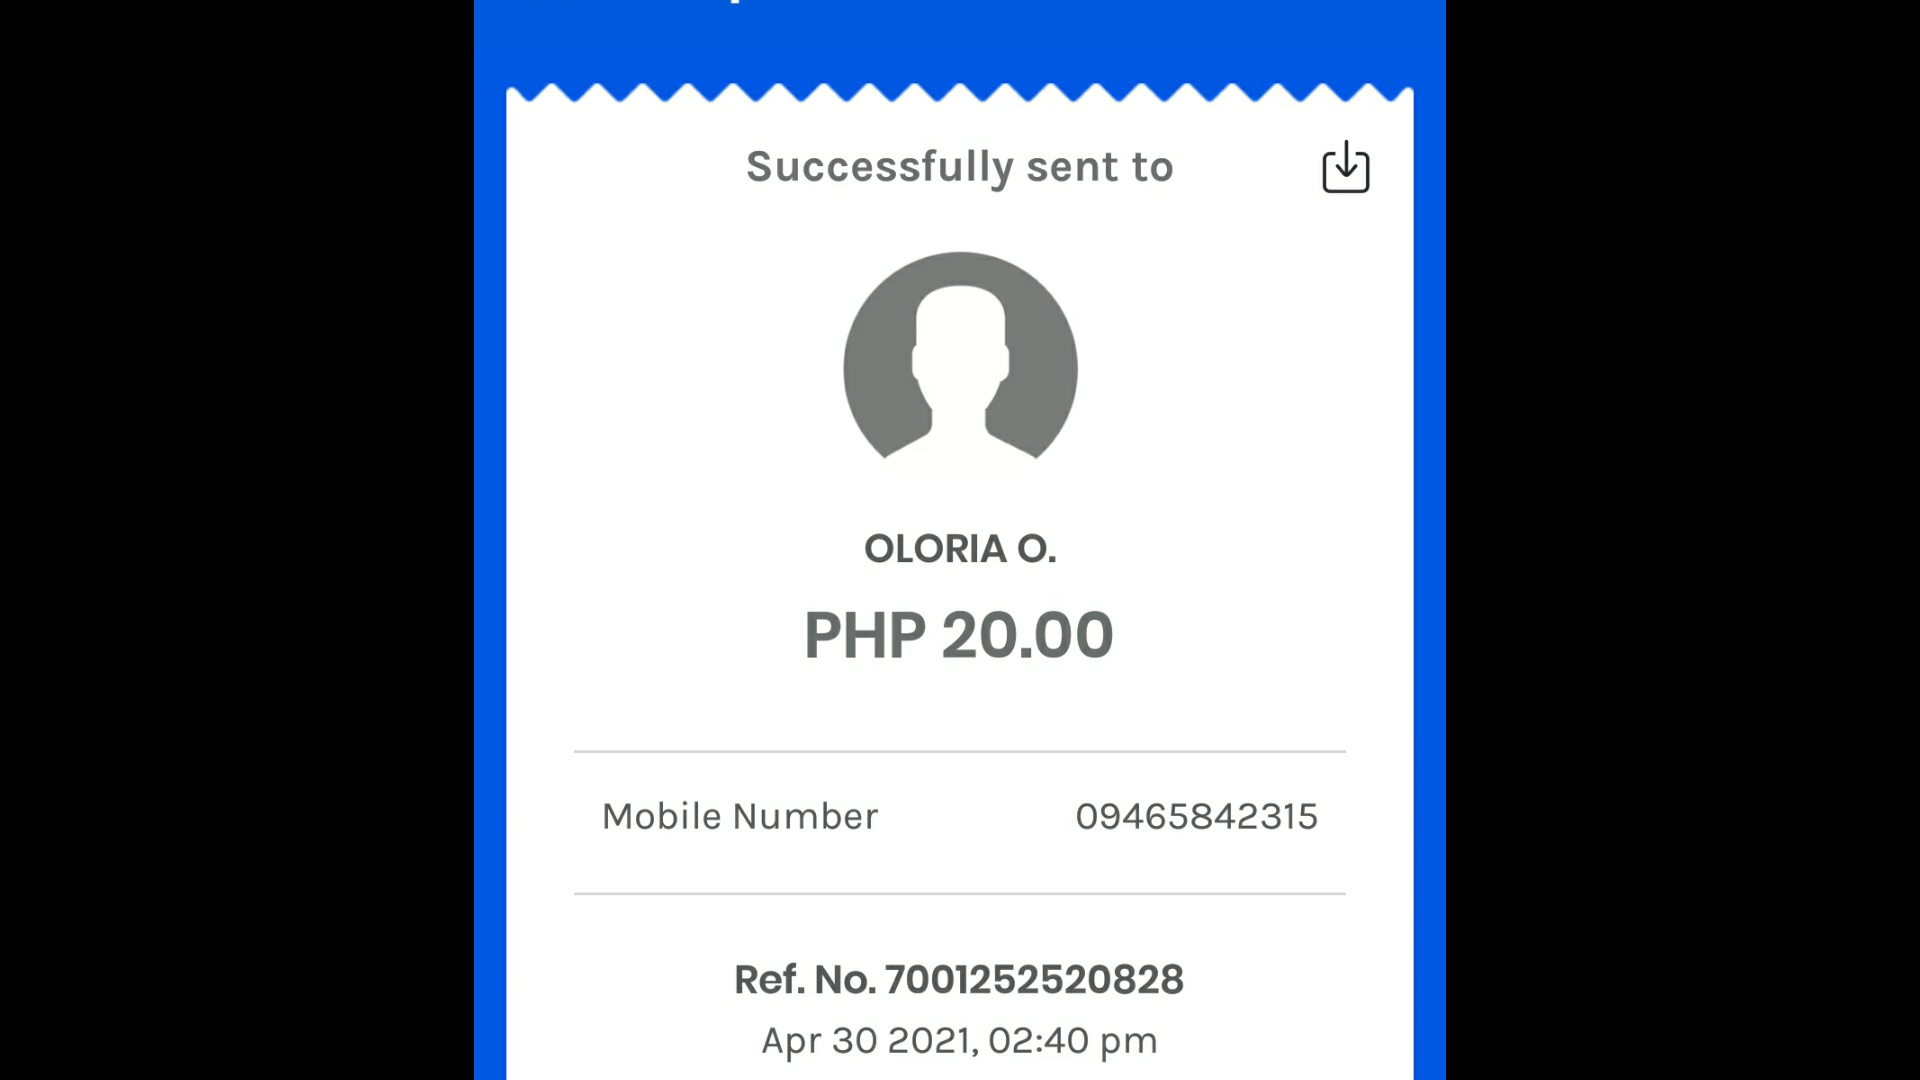 Successfully sent to
OLORIA O.
PHP 20.00
Mobile Number 09465842315
Ref. No. 7001252520828
Apr 30 2021, 02:40 pm